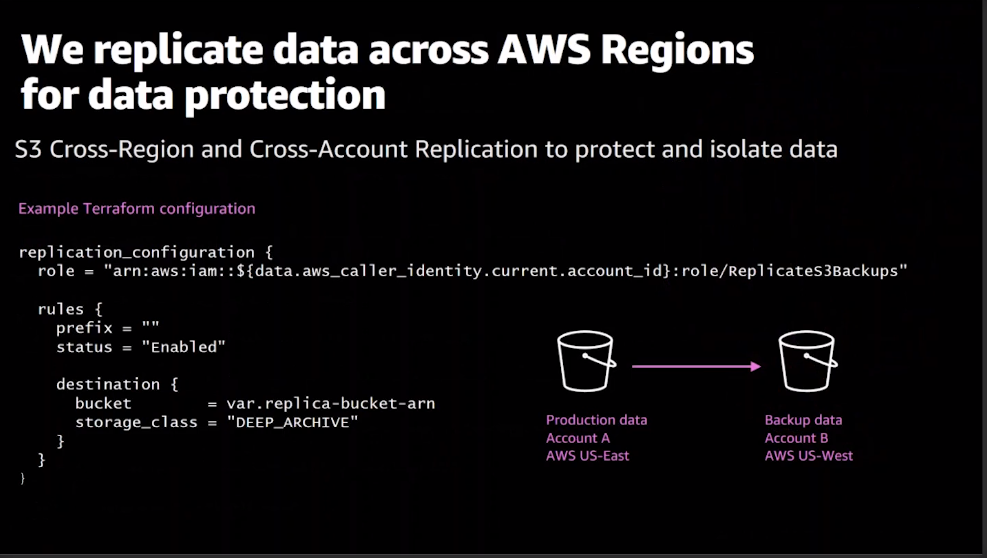 We replicate data across AWS Regions
for data protection
S3 Cross-Region and Cross-Account Replication to protect and isolate data
Example Terraform configuration
replication_configuration {
  role = "arn:aws:iam::${data.aws_caller_identity.current.account_id}:role/ReplicateS3Backups"
  rules {
    prefix = ""
    status = "Enabled"
    destination {
      bucket        = var.replica-bucket-arn
      storage_class = "DEEP_ARCHIVE"
    }
  }
}
Production data
Account A
AWS US-East
Backup data
Account B
AWS US-West